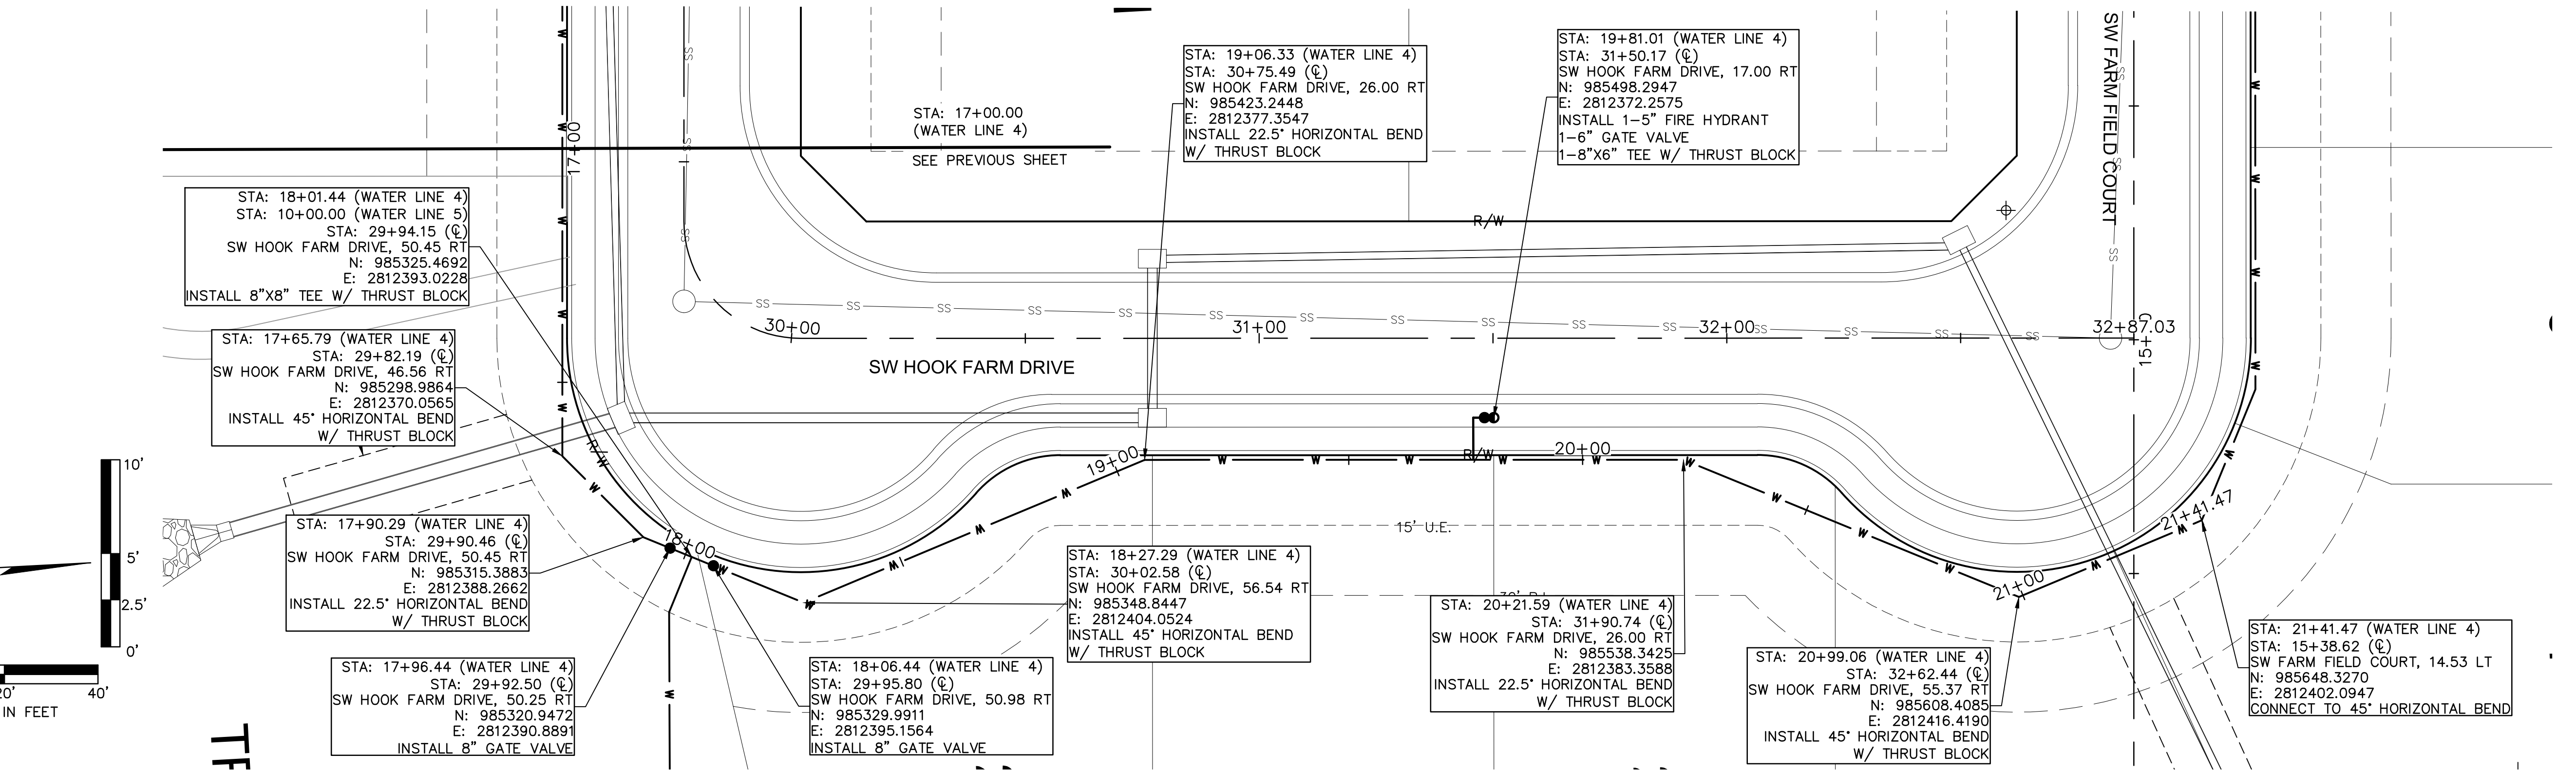 STA: 17+00.00
(WATER LINE 4)
SEE PREVIOUS SHEET
17+00
STA: 19+06.33 (WATER LINE 4)
STA: 30+75.49 (℄)
SW HOOK FARM DRIVE, 26.00 RT
N: 985423.2448
E: 2812377.3547
INSTALL 22.5° HORIZONTAL BEND
W/ THRUST BLOCK
STA: 19+81.01 (WATER LINE 4)
STA: 31+50.17 (℄)
SW HOOK FARM DRIVE, 17.00 RT
N: 985498.2947
E: 2812372.2575
INSTALL 1-5" FIRE HYDRANT
1-6" GATE VALVE
1-8"X6" TEE W/ THRUST BLOCK
SW FARM FIELD COURT
R/W
STA: 18+01.44 (WATER LINE 4)
STA: 10+00.00 (WATER LINE 5)
STA: 29+94.15 (℄)
SW HOOK FARM DRIVE, 50.45 RT
N: 985325.4692
E: 2812393.0228
INSTALL 8"X8" TEE W/ THRUST BLOCK
30+00
31+00
32+00
32+87.03
SW HOOK FARM DRIVE
STA: 17+65.79 (WATER LINE 4)
STA: 29+82.19 (℄)
SW HOOK FARM DRIVE, 46.56 RT
N: 985298.9864
E: 2812370.0565
INSTALL 45° HORIZONTAL BEND
W/ THRUST BLOCK
R/W
19+00
R/W
20+00
10'
5'
2.5'
0'
20'
40'
IN FEET
STA: 17+90.29 (WATER LINE 4)
STA: 29+90.46 (℄)
SW HOOK FARM DRIVE, 50.45 RT
N: 985315.3883
E: 2812388.2662
INSTALL 22.5° HORIZONTAL BEND
W/ THRUST BLOCK
18+00
15' U.E.
21+41.47
21+00
STA: 18+27.29 (WATER LINE 4)
STA: 30+02.58 (℄)
SW HOOK FARM DRIVE, 56.54 RT
N: 985348.8447
E: 2812404.0524
INSTALL 45° HORIZONTAL BEND
W/ THRUST BLOCK
STA: 20+21.59 (WATER LINE 4)
STA: 31+90.74 (℄)
SW HOOK FARM DRIVE, 26.00 RT
N: 985538.3425
E: 2812383.3588
INSTALL 22.5° HORIZONTAL BEND
W/ THRUST BLOCK
STA: 21+41.47 (WATER LINE 4)
STA: 15+38.62 (℄)
SW FARM FIELD COURT, 14.53 LT
N: 985648.3270
E: 2812402.0947
CONNECT TO 45° HORIZONTAL BEND
STA: 17+96.44 (WATER LINE 4)
STA: 29+92.50 (℄)
SW HOOK FARM DRIVE, 50.25 RT
N: 985320.9472
E: 2812390.8891
INSTALL 8" GATE VALVE
STA: 18+06.44 (WATER LINE 4)
STA: 29+95.80 (℄)
SW HOOK FARM DRIVE, 50.98 RT
N: 985329.9911
E: 2812395.1564
INSTALL 8" GATE VALVE
STA: 20+99.06 (WATER LINE 4)
STA: 32+62.44 (℄)
SW HOOK FARM DRIVE, 55.37 RT
N: 985608.4085
E: 2812416.4190
INSTALL 45° HORIZONTAL BEND
W/ THRUST BLOCK